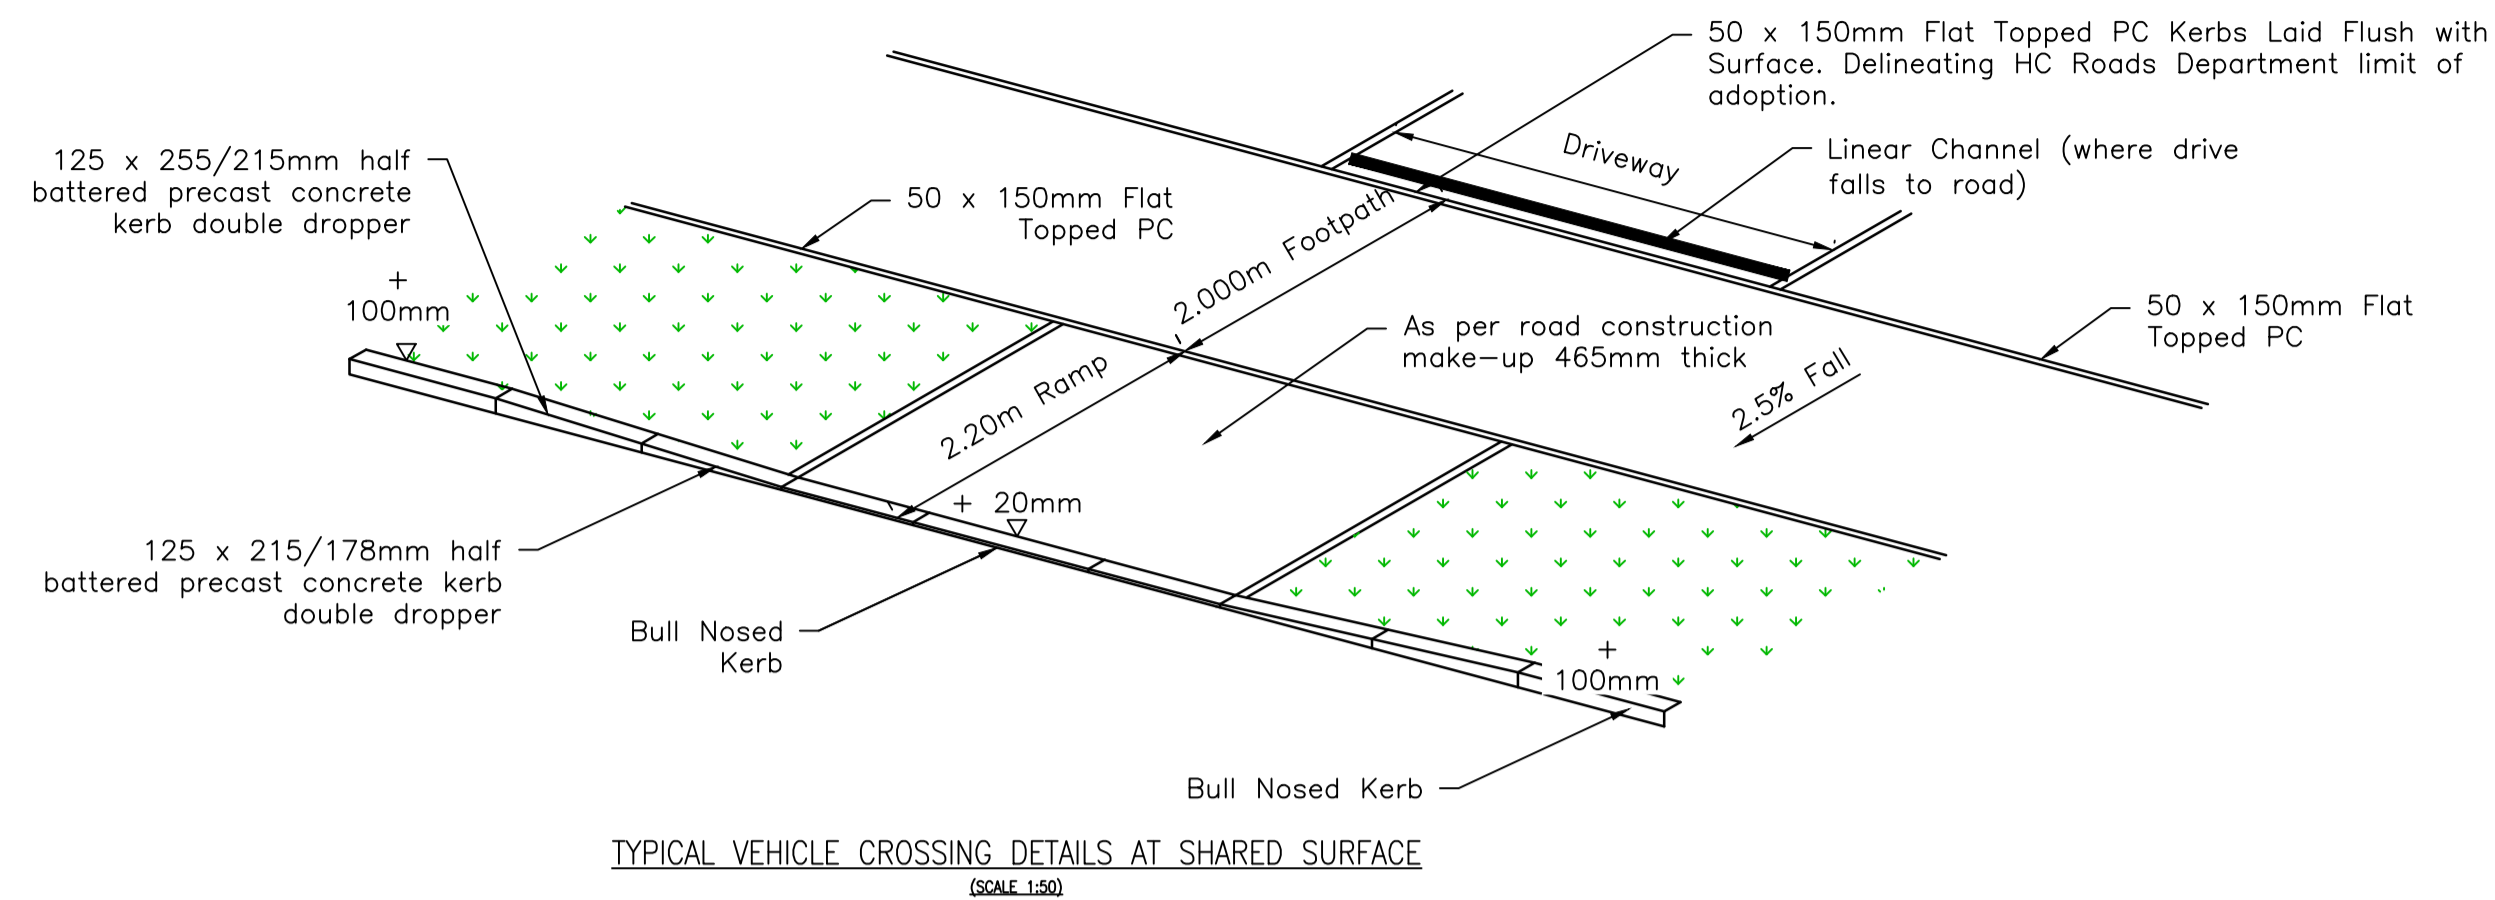 50 x 150mm Flat Topped PC Kerbs Laid Flush with
Surface. Delineating HC Roads Department limit of
adoption.
125 x 255/215mm half
battered precast concrete
kerb double dropper
Driveway
Linear Channel (where drive
falls to road)
50 x 150mm Flat
Topped PC
2.000m Footpath
+
100mm
50 x 150mm Flat
Topped PC
As per road construction
make-up 465mm thick
2.20m Ramp
2.5% Fall
+ 20mm
125 x 215/178mm half
battered precast concrete kerb
double dropper
Bull Nosed
Kerb
+
100mm
Bull Nosed Kerb
TYPICAL VEHICLE CROSSING DETAILS AT SHARED SURFACE
(SCALE 1:50)